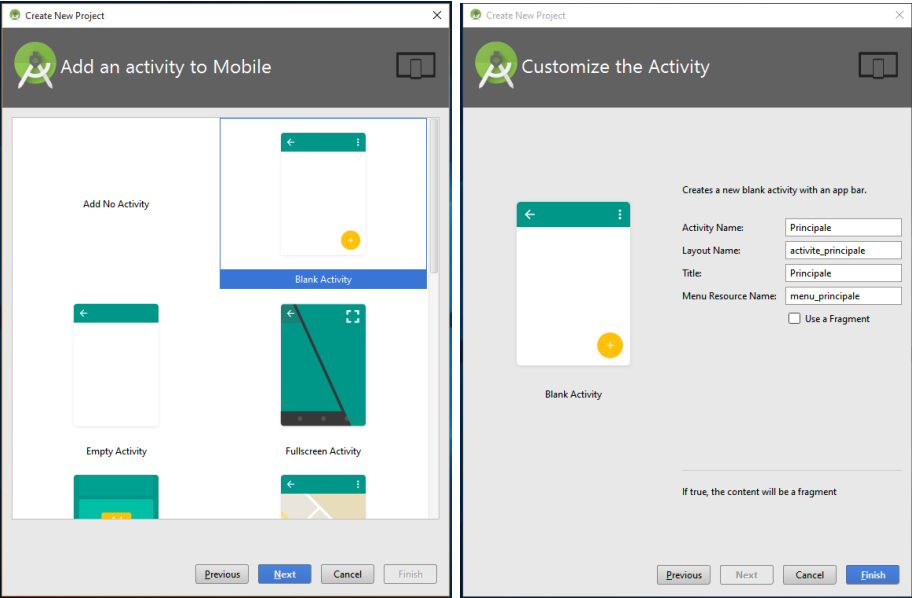 Create New Project
Add an activity to Mobile
Add No Activity
Blank Activity
Empty Activity
Fullscreen Activity
Previous
Next
Cancel
Finish
Create New Project
Customize the Activity
Creates a new blank activity with an app bar.
Activity Name: Principale
Layout Name: activite_principale
Title: Principale
Menu Resource Name: menu_principale
Use a Fragment
Blank Activity
If true, the content will be a fragment
Previous
Next
Cancel
Finish